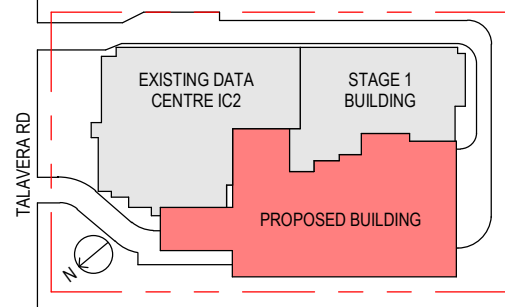 EXISTING DATA
CENTRE IC2
STAGE 1
BUILDING
TALAVERA RD
PROPOSED BUILDING
N